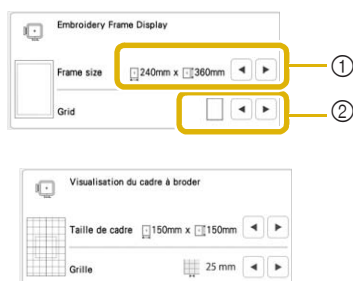 Embroidery Frame Display
Frame size 240mm x 360mm ①
Grid ②
Visualisation du cadre à broder
Taille de cadre 150mm x 150mm
Grille 25 mm